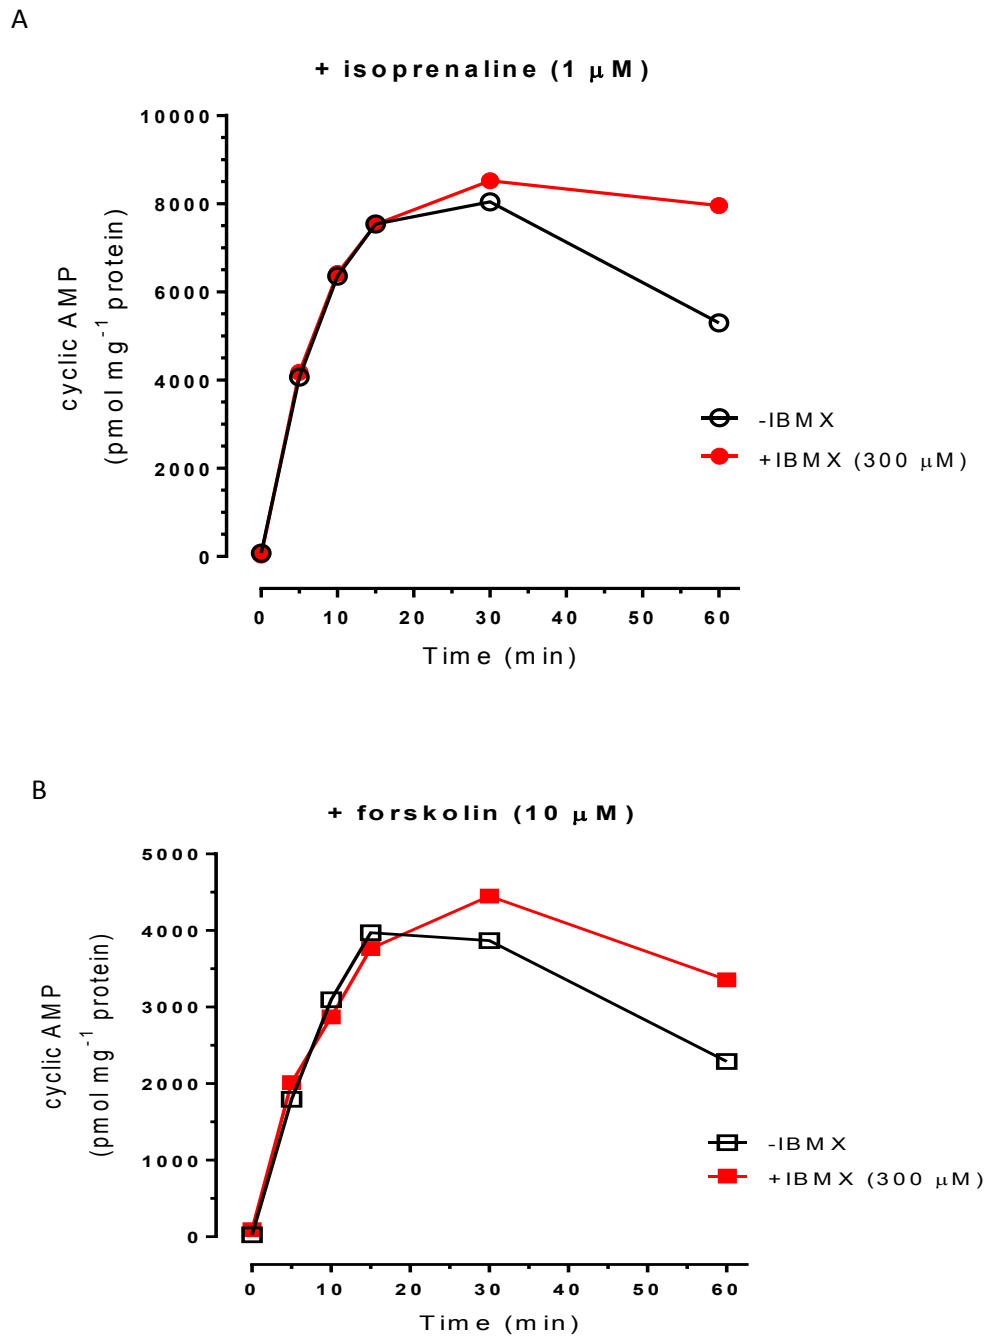 A
+ isoprenaline (1 μM)
10000
8000
6000
4000
2000
0
cyclic AMP
(pmol mg⁻¹ protein)
-IBMX
+IBMX (300 μM)
0 10 20 30 40 50 60
Time (min)
B
+ forskolin (10 μM)
5000
4000
3000
2000
1000
0
cyclic AMP
(pmol mg⁻¹ protein)
-IBMX
+IBMX (300 μM)
0 10 20 30 40 50 60
Time (min)